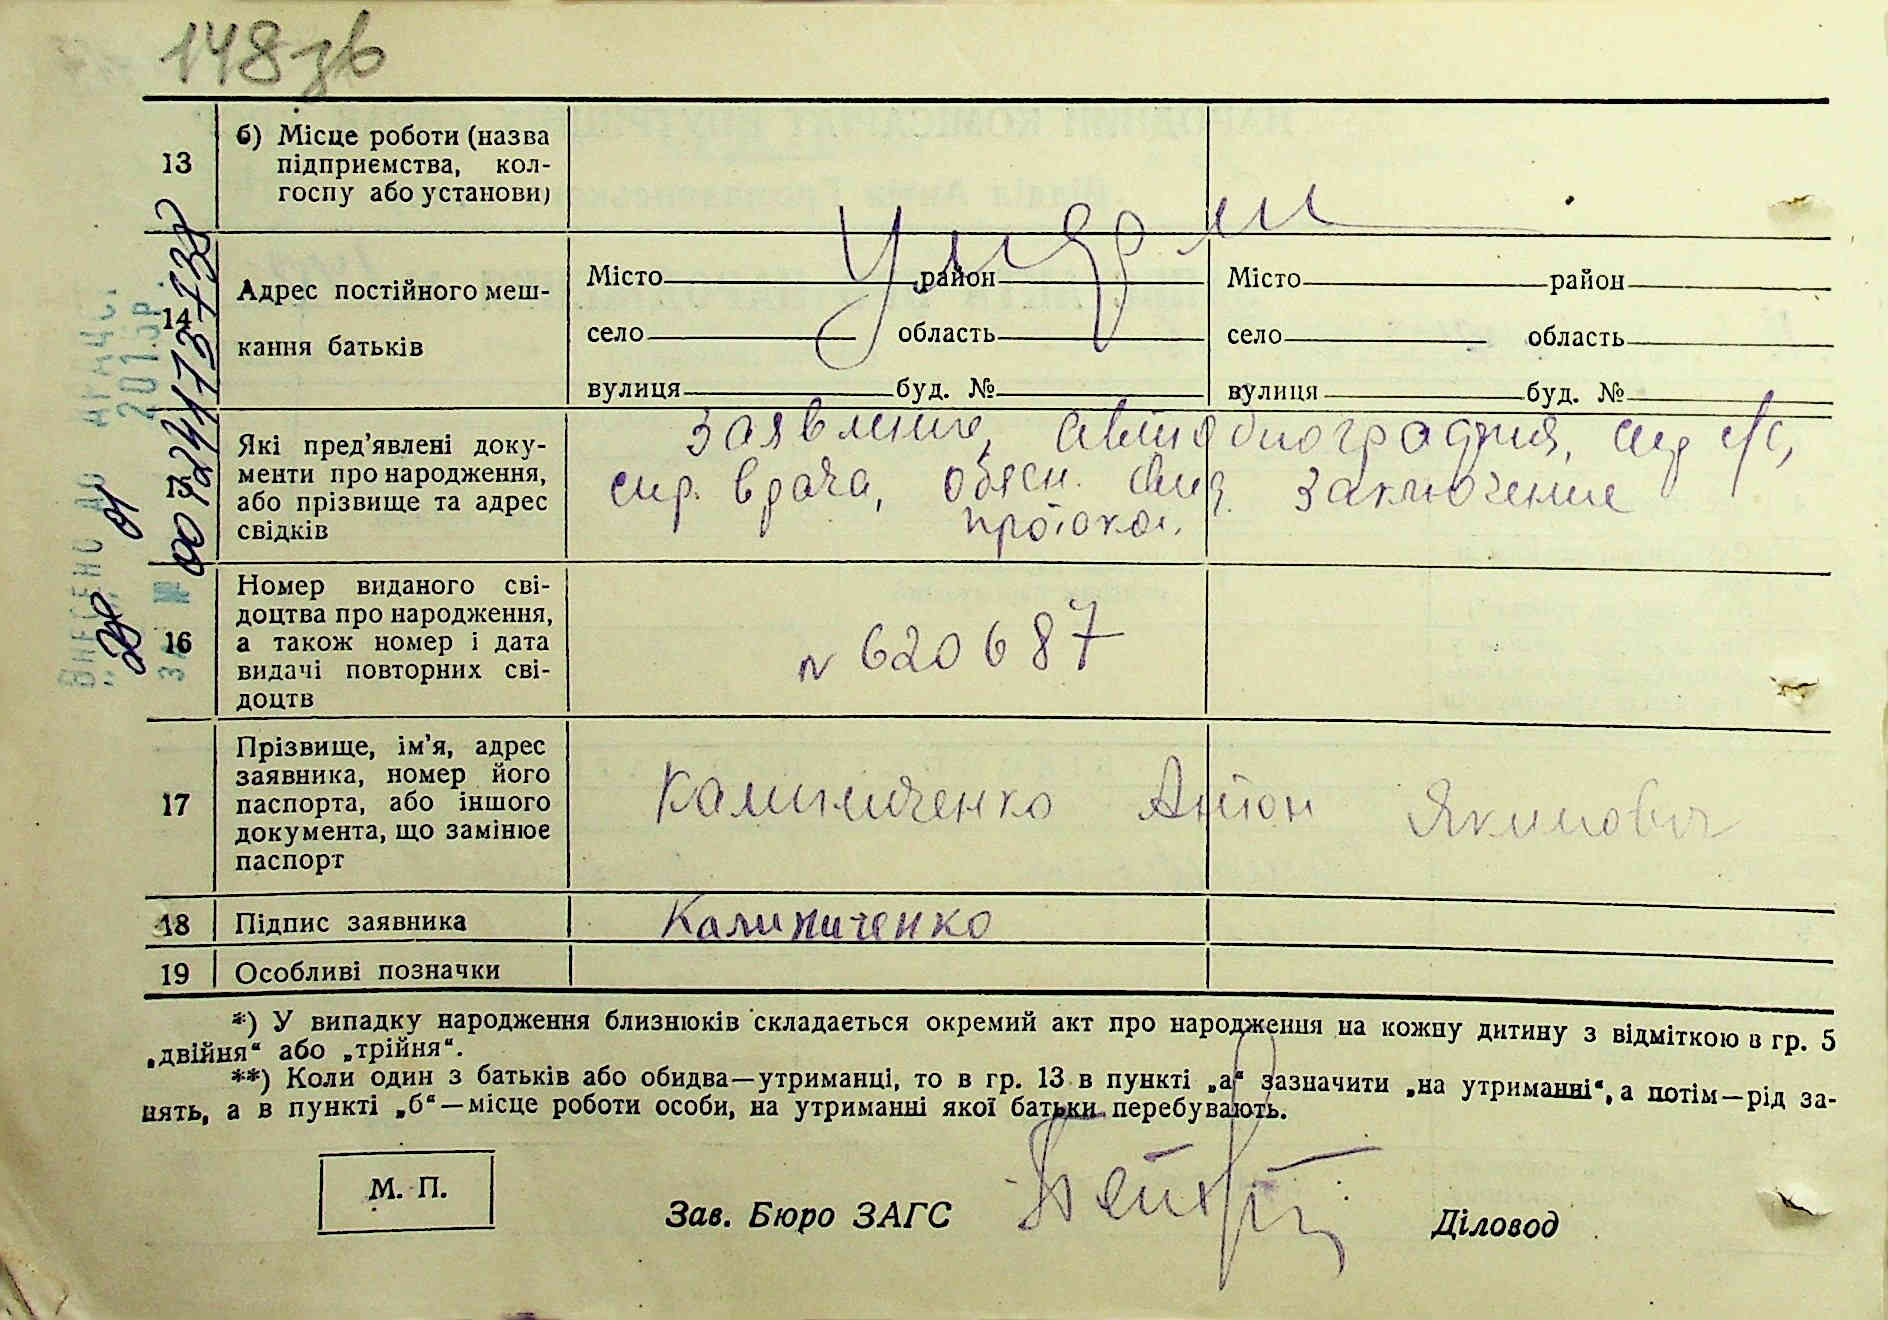 148 зв
13
б) Місце роботи (назва
підприємства, кол-
госпу або установи)
14
Адрес постійного меш-
кання батьків
Місто район
село область
вулиця буд. №
Місто район
село область
вулиця буд. №
15
Які пред'явлені доку-
менти про народження,
або прізвище та адрес
свідків
заявление, автобиография, спр с/с,
спр. врача, обясн. заключение
протокол.
16
Номер виданого сві-
доцтва про народження,
а також номер і дата
видачі повторних сві-
доцтв
№ 620687
17
Прізвище, ім'я, адрес
заявника, номер його
паспорта, або іншого
документа, що замінює
паспорт
Калиниченко Антон Якимович
18
Підпис заявника
Калиниченко
19
Особливі позначки
*) У випадку народження близнюків складається окремий акт про народження на кожну дитину з відміткою в гр. 5
„двійня“ або „трійня“.
**) Коли один з батьків або обидва—утриманці, то в гр. 13 в пункті „а“ зазначити „на утриманні“, а потім—рід за-
нять, а в пункті „б“—місце роботи особи, на утриманні якої батьки перебувають.
М. П.
Зав. Бюро ЗАГС
Діловод
ВНЕСЕНО ДО
201 р.
ЗА №